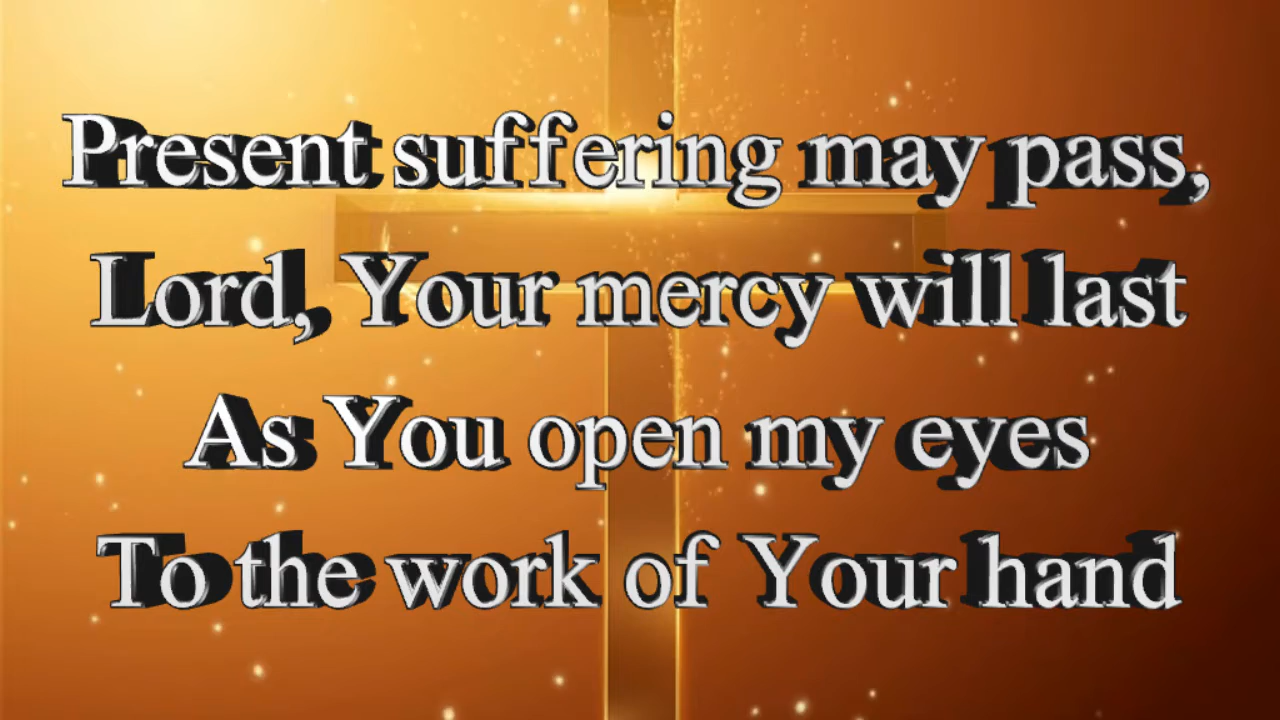 Present suffering may pass,
Lord, Your mercy will last
As You open my eyes
To the work of Your hand